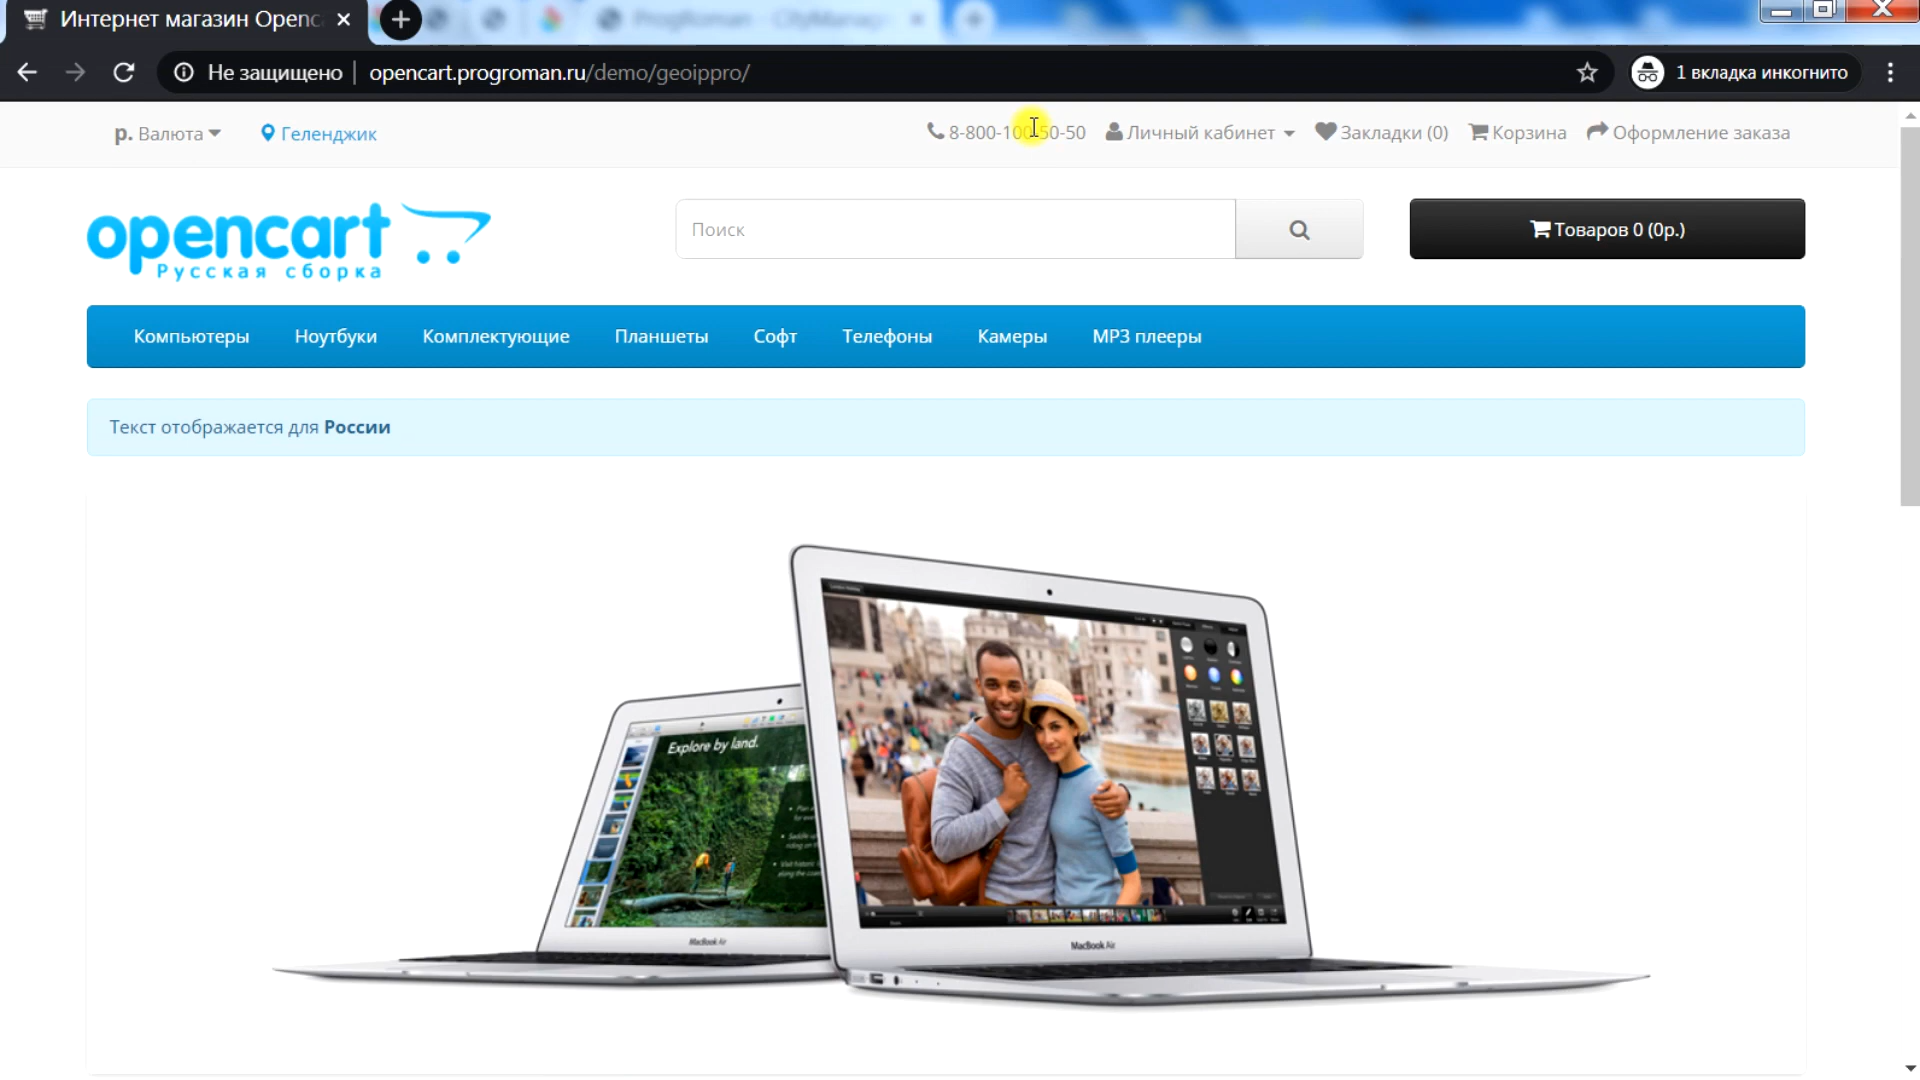 Интернет магазин Openc
ProgRoman - CityManag
Не защищено opencart.progroman.ru/demo/geoippro/
1 вкладка инкогнито
р. Валюта
Геленджик
8-800-100-50-50
Личный кабинет
Закладки (0)
Корзина
Оформление заказа
opencart
Русская сборка
Поиск
Товаров 0 (0р.)
Компьютеры Ноутбуки Комплектующие Планшеты Софт Телефоны Камеры MP3 плееры
Текст отображается для России
Explore by land.
MacBook Air
MacBook Air